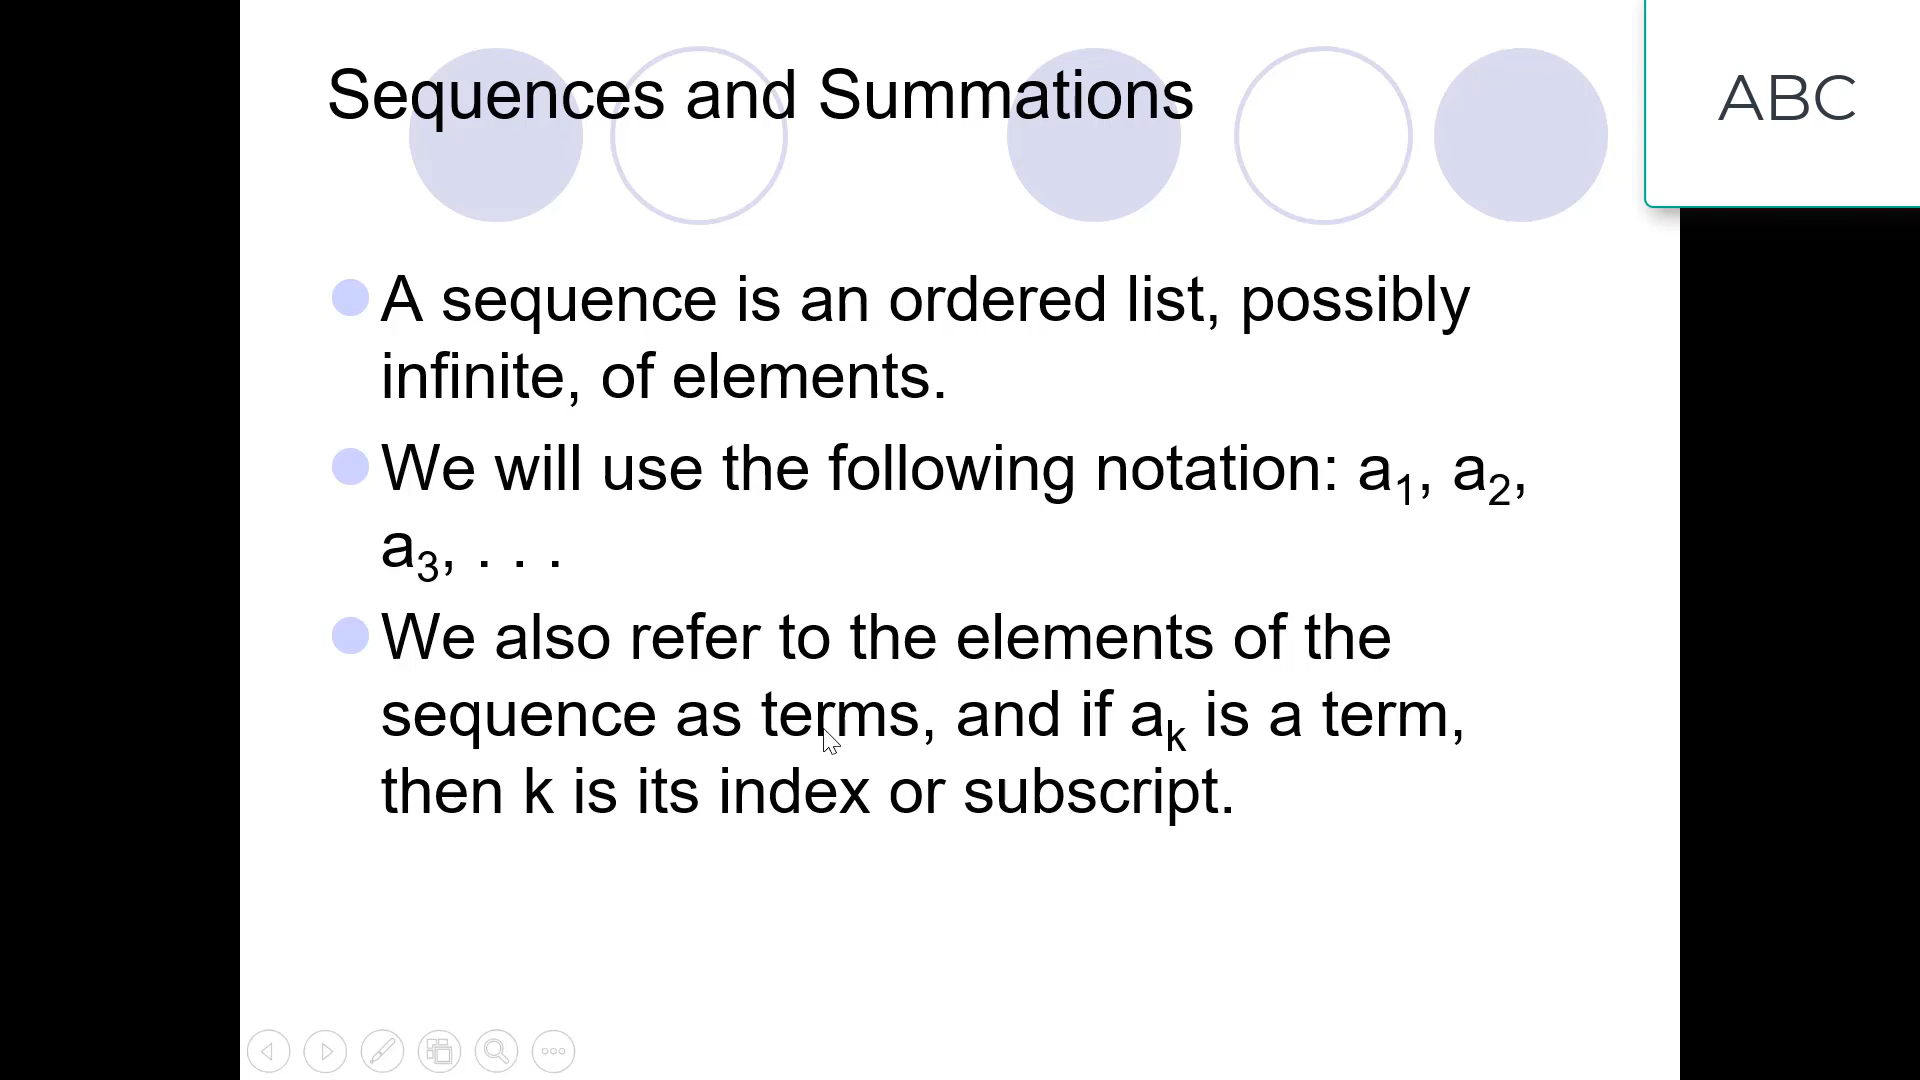 Sequences and Summations
ABC
A sequence is an ordered list, possibly
infinite, of elements.
We will use the following notation: a₁, a₂,
a₃, . . .
We also refer to the elements of the
sequence as terms, and if aₖ is a term,
then k is its index or subscript.